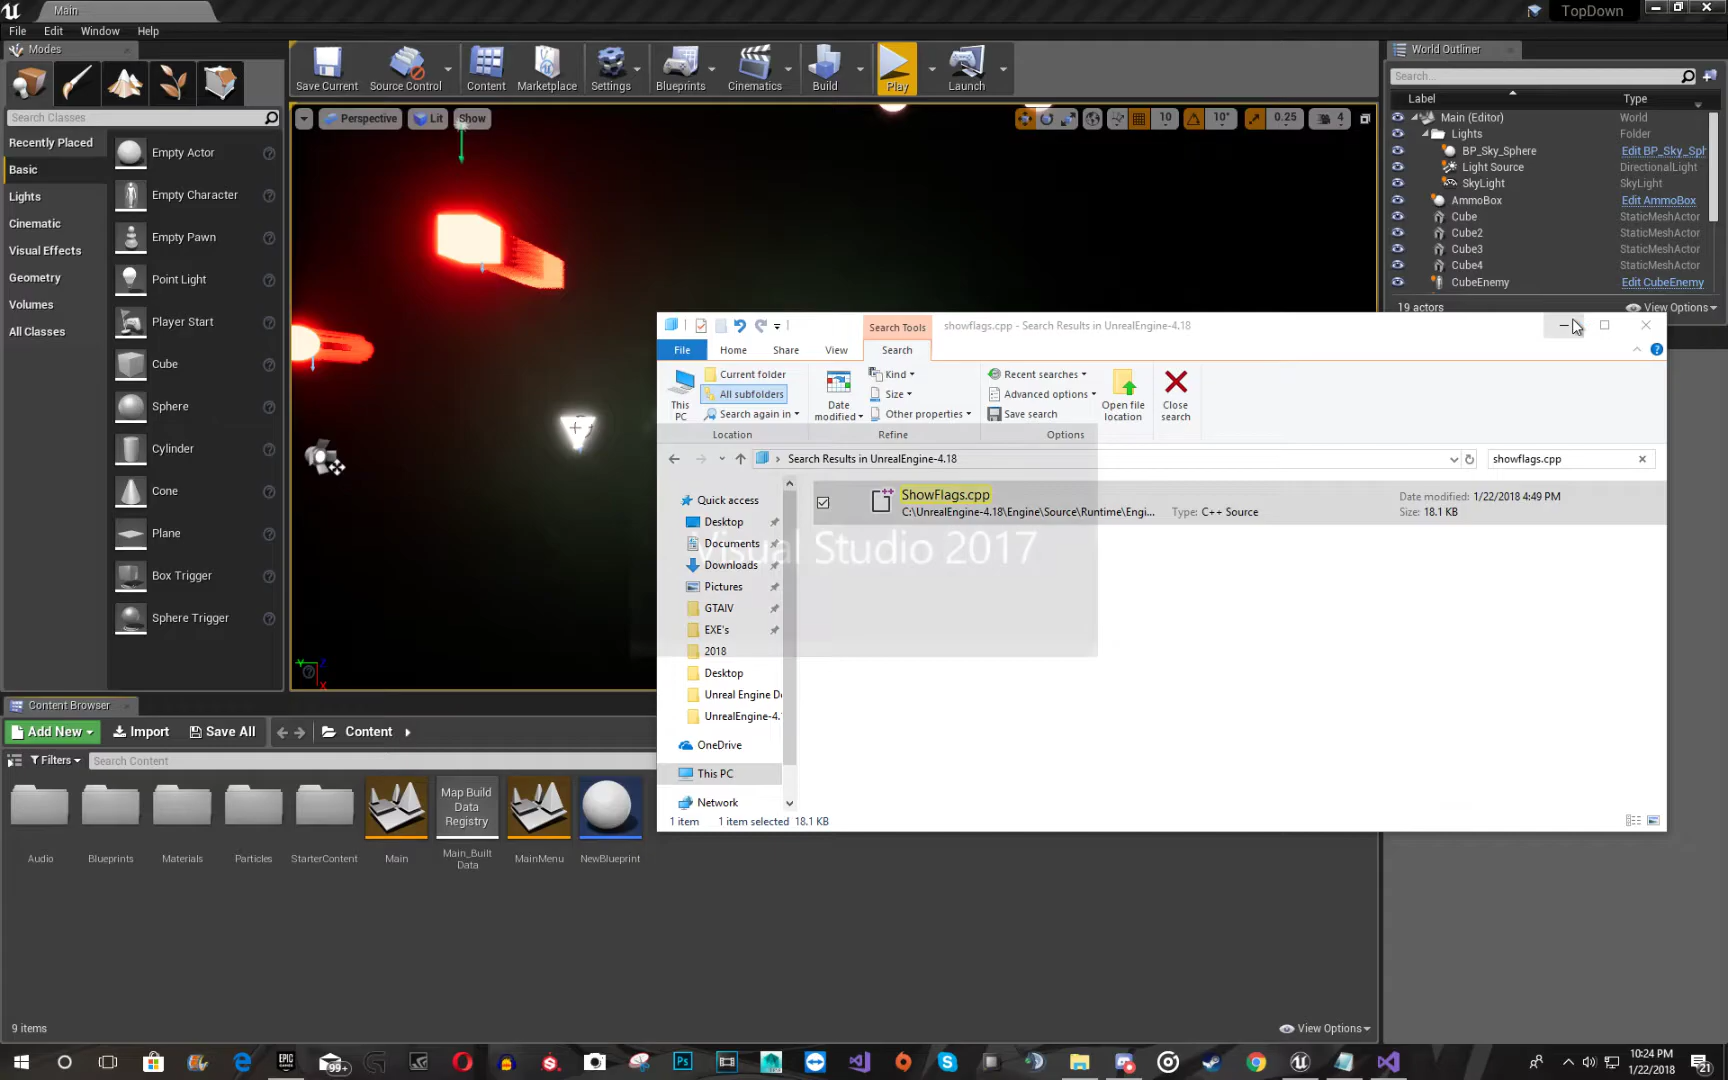 Main
TopDown
File Edit Window Help
Modes
World Outliner
Save Current Source Control Content Marketplace Settings Blueprints Cinematics Build Play Launch
Search...
Search Classes
Label Type
Perspective Lit Show
10 10° 0.25 4
Recently Placed
Basic
Lights
Cinematic
Visual Effects
Geometry
Volumes
All Classes
Empty Actor
Empty Character
Empty Pawn
Point Light
Player Start
Cube
Sphere
Cylinder
Cone
Plane
Box Trigger
Sphere Trigger
Main (Editor) World
Lights Folder
BP_Sky_Sphere Edit BP_Sky_Sph
Light Source DirectionalLight
SkyLight SkyLight
AmmoBox Edit AmmoBox
Cube StaticMeshActor
Cube2 StaticMeshActor
Cube3 StaticMeshActor
Cube4 StaticMeshActor
CubeEnemy Edit CubeEnemy
19 actors View Options
Search Tools showflags.cpp - Search Results in UnrealEngine-4.18
File Home Share View Search
This PC
Current folder
All subfolders
Search again in
Location
Date modified
Kind
Size
Other properties
Refine
Recent searches
Advanced options
Save search
Options
Open file location
Close search
Search Results in UnrealEngine-4.18
showflags.cpp
Quick access
Desktop
Documents
Downloads
Pictures
GTAIV
EXE's
2018
Desktop
Unreal Engine De
UnrealEngine-4.
OneDrive
This PC
Network
ShowFlags.cpp
C:\UnrealEngine-4.18\Engine\Source\Runtime\Engi...
Type: C++ Source
Date modified: 1/22/2018 4:49 PM
Size: 18.1 KB
Visual Studio 2017
1 item 1 item selected 18.1 KB
Content Browser
Add New Import Save All Content
Filters Search Content
Map Build
Data
Registry
Audio Blueprints Materials Particles StarterContent Main Main_Built
Data MainMenu NewBlueprint
9 items
View Options
EPIC
GAMES
99+
Ps
10:24 PM
1/22/2018
21